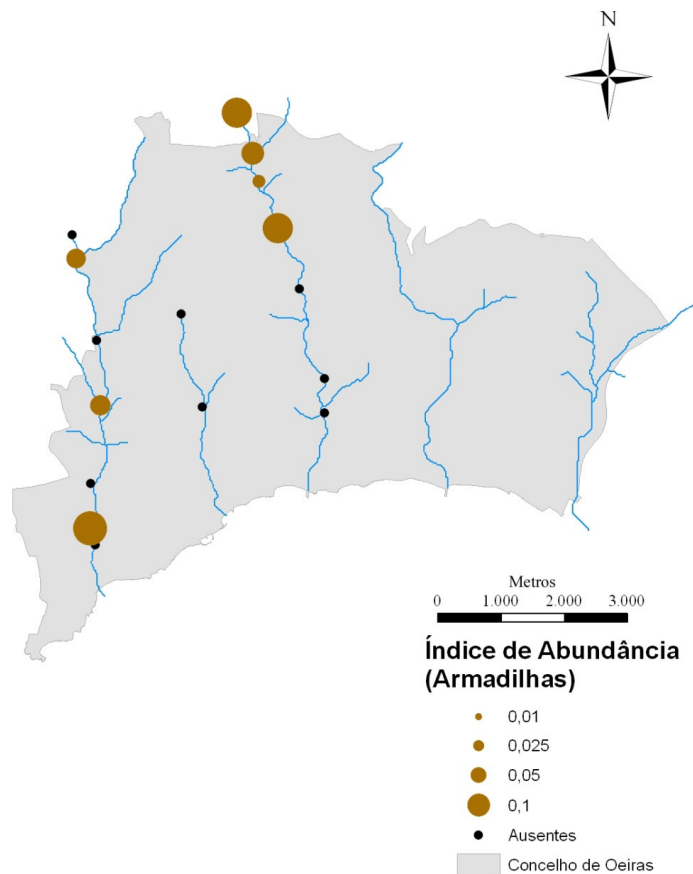 N
Metros
0 1.000 2.000 3.000
Índice de Abundância
(Armadilhas)
0,01
0,025
0,05
0,1
Ausentes
Concelho de Oeiras